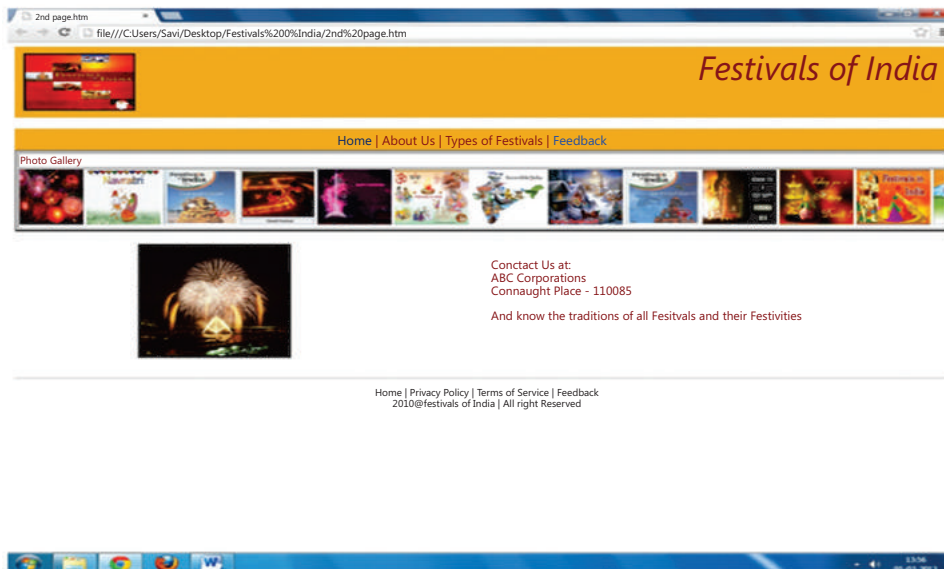 2nd page.htm
file///C:Users/Savi/Desktop/Festivals%200%India/2nd%20page.htm
Festivals of India
Home | About Us | Types of Festivals | Feedback
Photo Gallery
Navratri
Conctact Us at:
ABC Corporations
Connaught Place - 110085
And know the traditions of all Fesitvals and their Festivities
Home | Privacy Policy | Terms of Service | Feedback
2010@festivals of India | All right Reserved
13:56